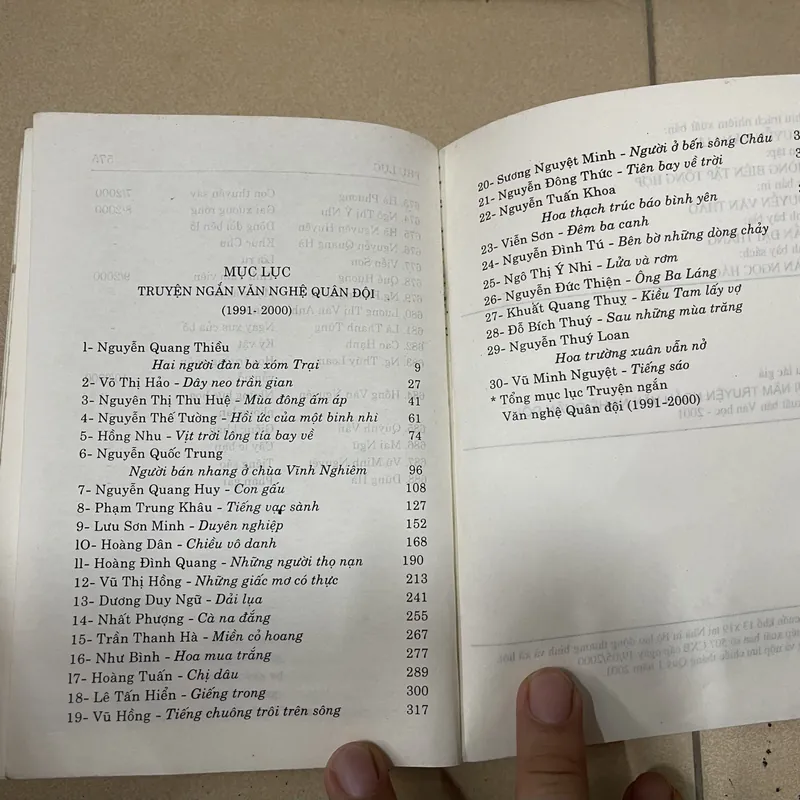 MỤC LỤC
TRUYỆN NGẮN VĂN NGHỆ QUÂN ĐỘI
(1991- 2000)
1- Nguyễn Quang Thiều
Hai người đàn bà xóm Trại 9
2- Võ Thị Hảo - Dây neo trần gian 27
3- Nguyên Thị Thu Huệ - Mùa đông ấm áp 41
4- Nguyễn Thế Tường - Hồi ức của một binh nhì 61
5- Hồng Nhu - Vịt trời lông tía bay về 74
6- Nguyễn Quốc Trung
Người bán nhang ở chùa Vĩnh Nghiêm 96
7- Nguyễn Quang Huy - Con gấu 108
8- Phạm Trung Khâu - Tiếng vạc sành 127
9- Lưu Sơn Minh - Duyên nghiệp 152
10- Hoàng Dân - Chiều vô danh 168
11- Hoàng Đình Quang - Những người thọ nạn 190
12- Vũ Thị Hồng - Những giấc mơ có thực 213
13- Dương Duy Ngữ - Dải lụa 241
14- Nhất Phượng - Cà na đắng 255
15- Trần Thanh Hà - Miền cỏ hoang 267
16- Như Bình - Hoa mua trắng 277
17- Hoàng Tuấn - Chị dâu 289
18- Lê Tấn Hiển - Giếng trong 300
19- Vũ Hồng - Tiếng chuông trôi trên sông 317
20- Sương Nguyệt Minh - Người ở bến sông Châu
21- Nguyễn Đông Thức - Tiên bay về trời
22- Nguyễn Tuấn Khoa
Hoa thạch trúc báo bình yên
23- Viễn Sơn - Đêm ba canh
24- Nguyễn Đình Tú - Bên bờ những dòng chảy
25- Ngô Thị Ý Nhi - Lửa và rơm
26- Nguyễn Đức Thiện - Ông Ba Láng
27- Khuất Quang Thuỵ - Kiều Tam lấy vợ
28- Đỗ Bích Thuý - Sau những mùa trăng
29- Nguyễn Thuý Loan
Hoa trường xuân vẫn nở
30- Vũ Minh Nguyệt - Tiếng sáo
* Tổng mục lục Truyện ngắn
Văn nghệ Quân đội (1991-2000)